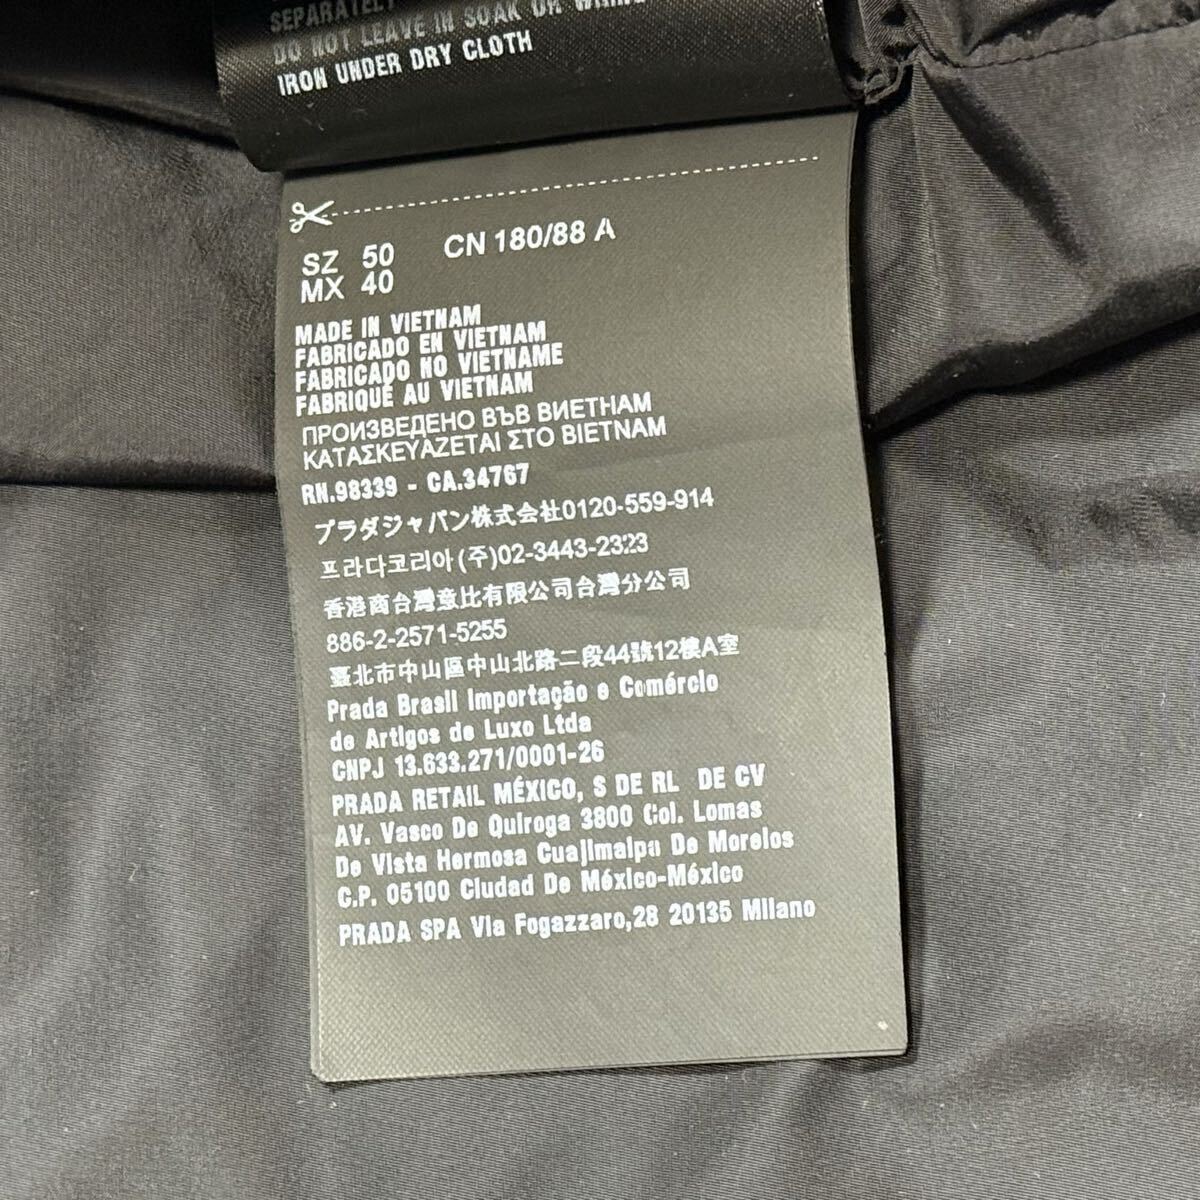 SEPARATELY
DO NOT LEAVE IN SOAK OR WRING
IRON UNDER DRY CLOTH
SZ 50 CN 180/88 A
MX 40
MADE IN VIETNAM
FABRICADO EN VIETNAM
FABRICADO NO VIETNAME
FABRIQUÉ AU VIETNAM
ПРОИЗВЕДЕНО ВЪВ ВИЕТНАМ
ΚΑΤΑΣΚΕΥΑΖΕΤΑΙ ΣΤΟ ΒΙΕΤΝΑΜ
RN.98339 - CA.34767
プラダジャパン株式会社0120-559-914
프라다코리아(주)02-3443-2323
香港商台灣意比有限公司台灣分公司
886-2-2571-5255
臺北市中山區中山北路二段44號12樓A室
Prada Brasil Importação e Comércio
de Artigos de Luxo Ltda
CNPJ 13.633.271/0001-26
PRADA RETAIL MÉXICO, S DE RL DE CV
AV. Vasco De Quiroga 3800 Col. Lomas
De Vista Hermosa Cuajimalpa De Morelos
C.P. 05100 Ciudad De México-México
PRADA SPA Via Fogazzaro,28 20135 Milano